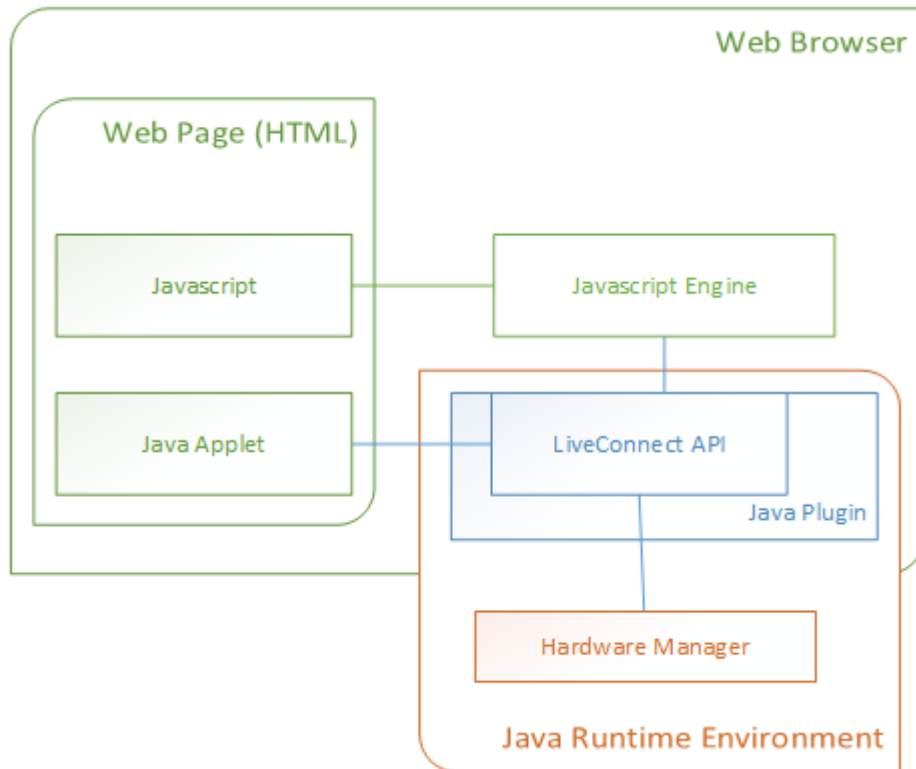 Web Browser
Web Page (HTML)
Javascript
Javascript Engine
Java Applet
LiveConnect API
Java Plugin
Hardware Manager
Java Runtime Environment